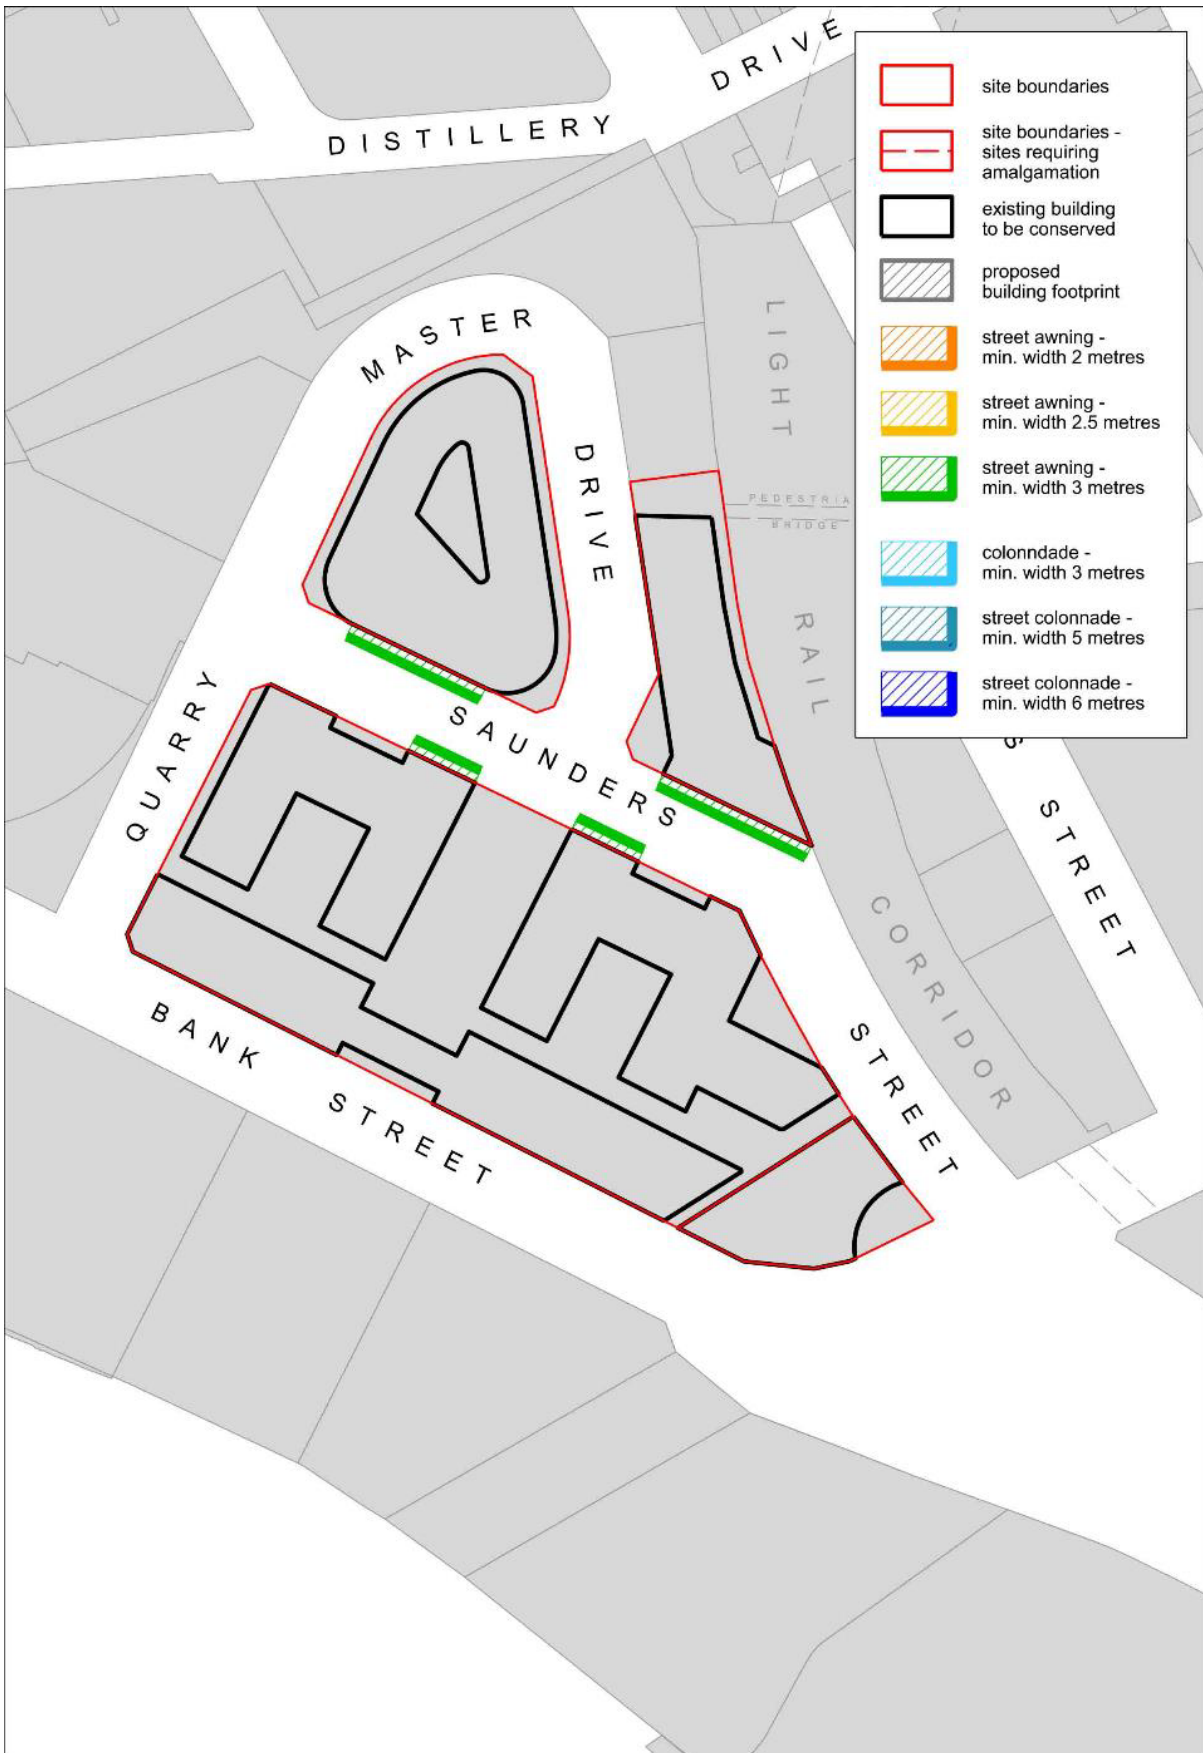 DISTILLERY DRIVE
site boundaries
site boundaries -
sites requiring
amalgamation
existing building
to be conserved
proposed
building footprint
street awning -
min. width 2 metres
street awning -
min. width 2.5 metres
street awning -
min. width 3 metres
colonndade -
min. width 3 metres
street colonnade -
min. width 5 metres
street colonnade -
min. width 6 metres
QUARRY MASTER DRIVE
LIGHT RAIL CORRIDOR
PEDESTRIA
BRIDGE
SAUNDERS STREET
S STREET
BANK STREET